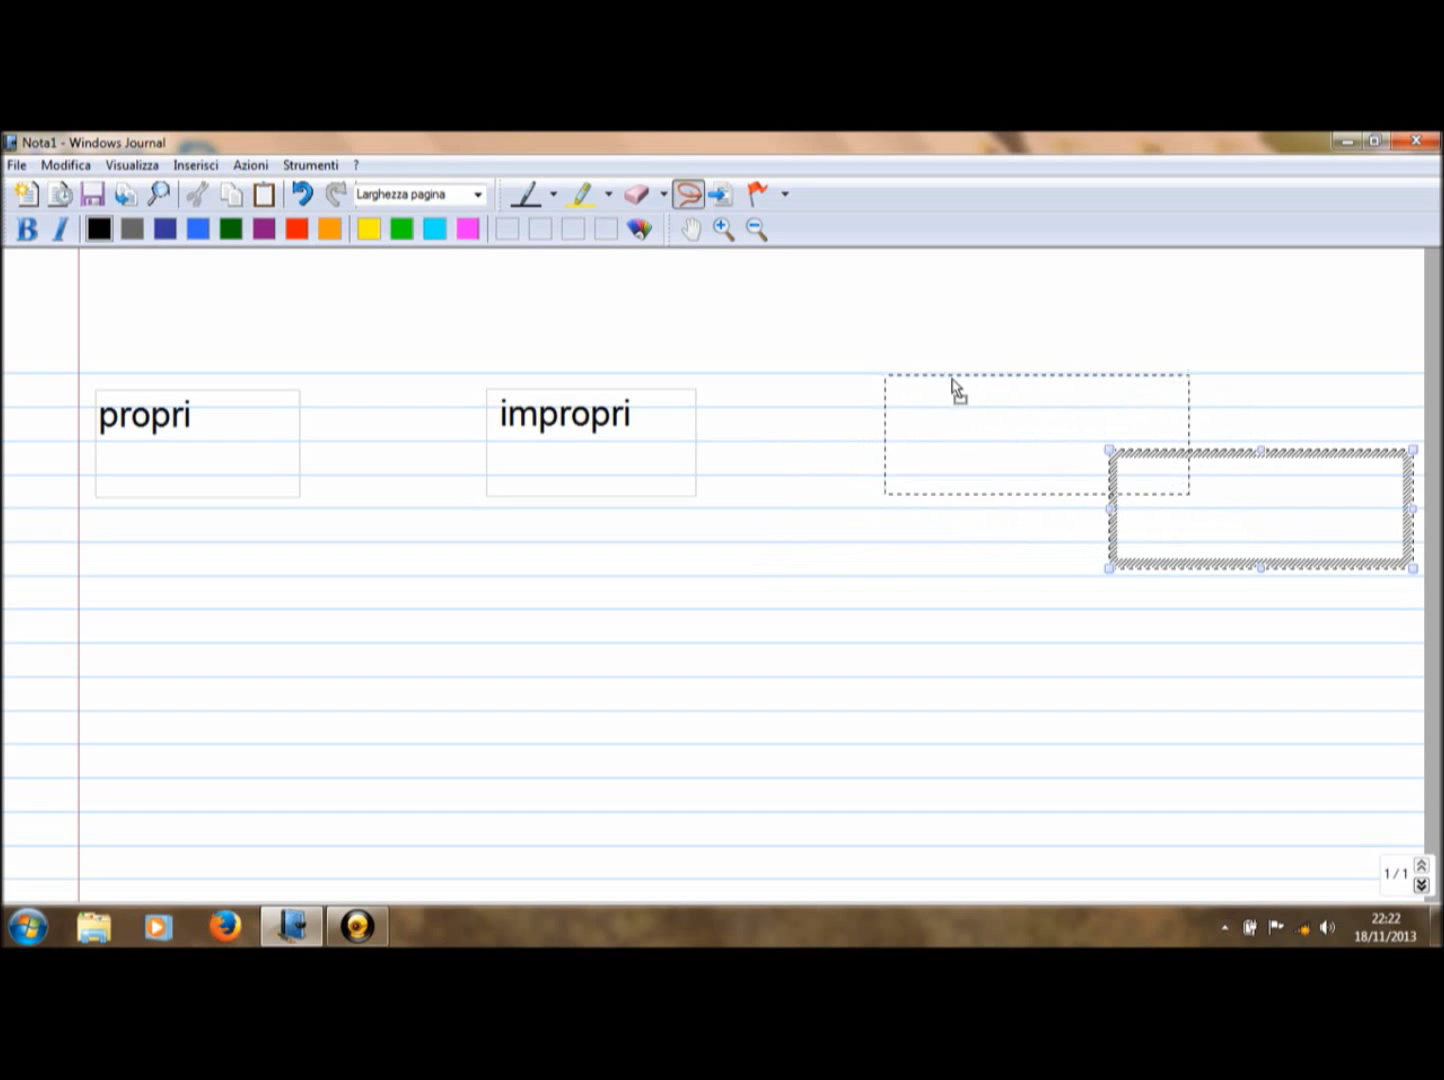 Nota1 - Windows Journal
File Modifica Visualizza Inserisci Azioni Strumenti ?
Larghezza pagina
B I
propri impropri
1 / 1
22:22
18/11/2013